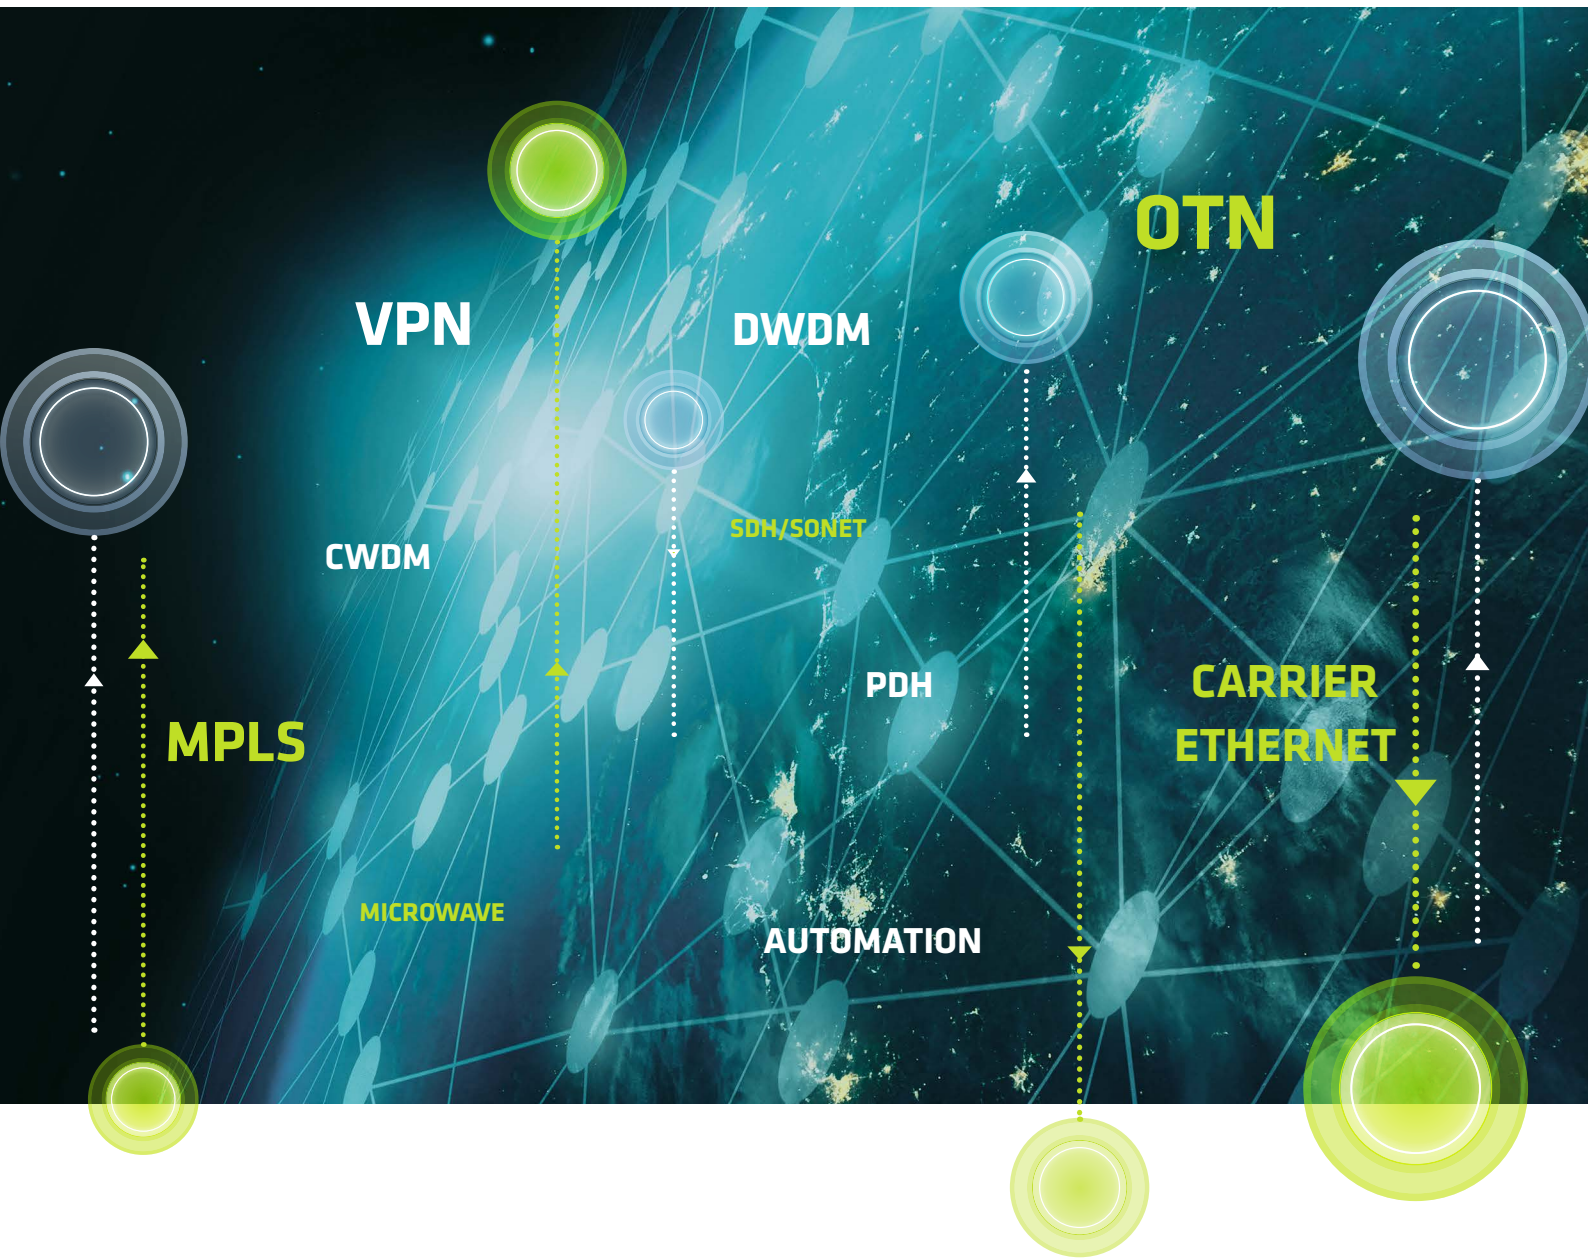 OTN
VPN
DWDM
SDH/SONET
CWDM
PDH
CARRIER
ETHERNET
MPLS
MICROWAVE
AUTOMATION